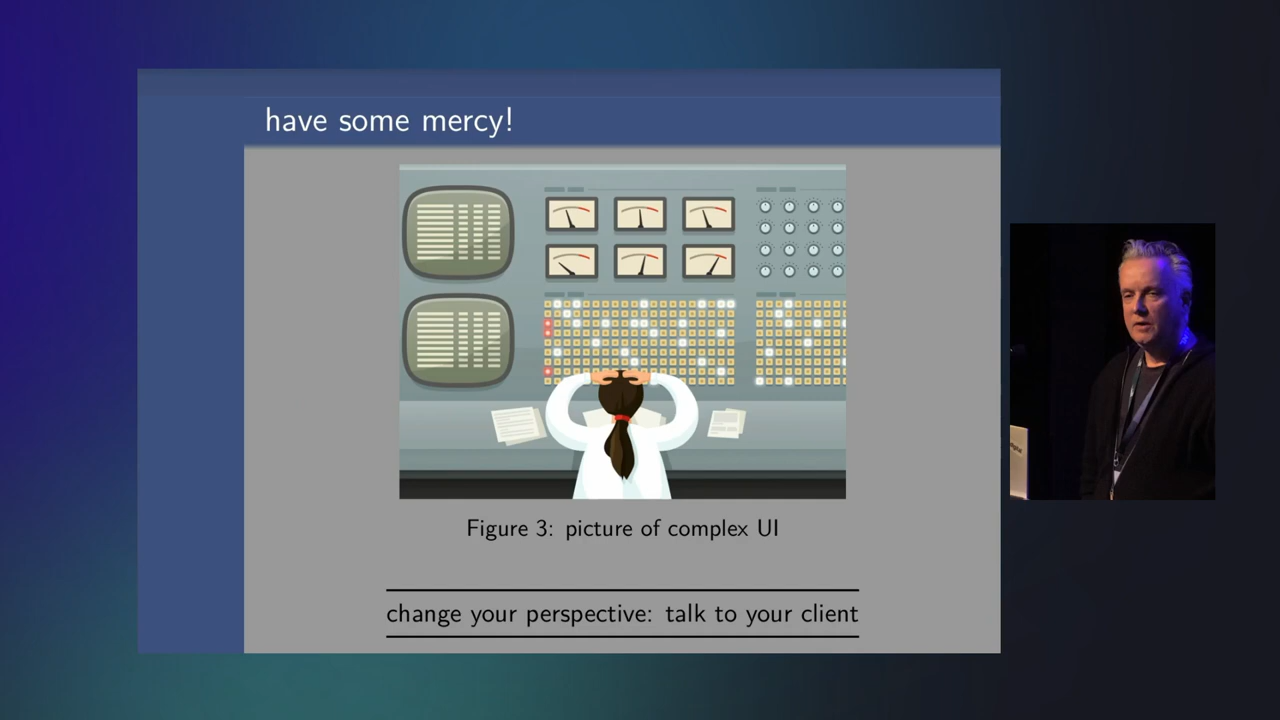 have some mercy!
Figure 3: picture of complex UI
change your perspective: talk to your client